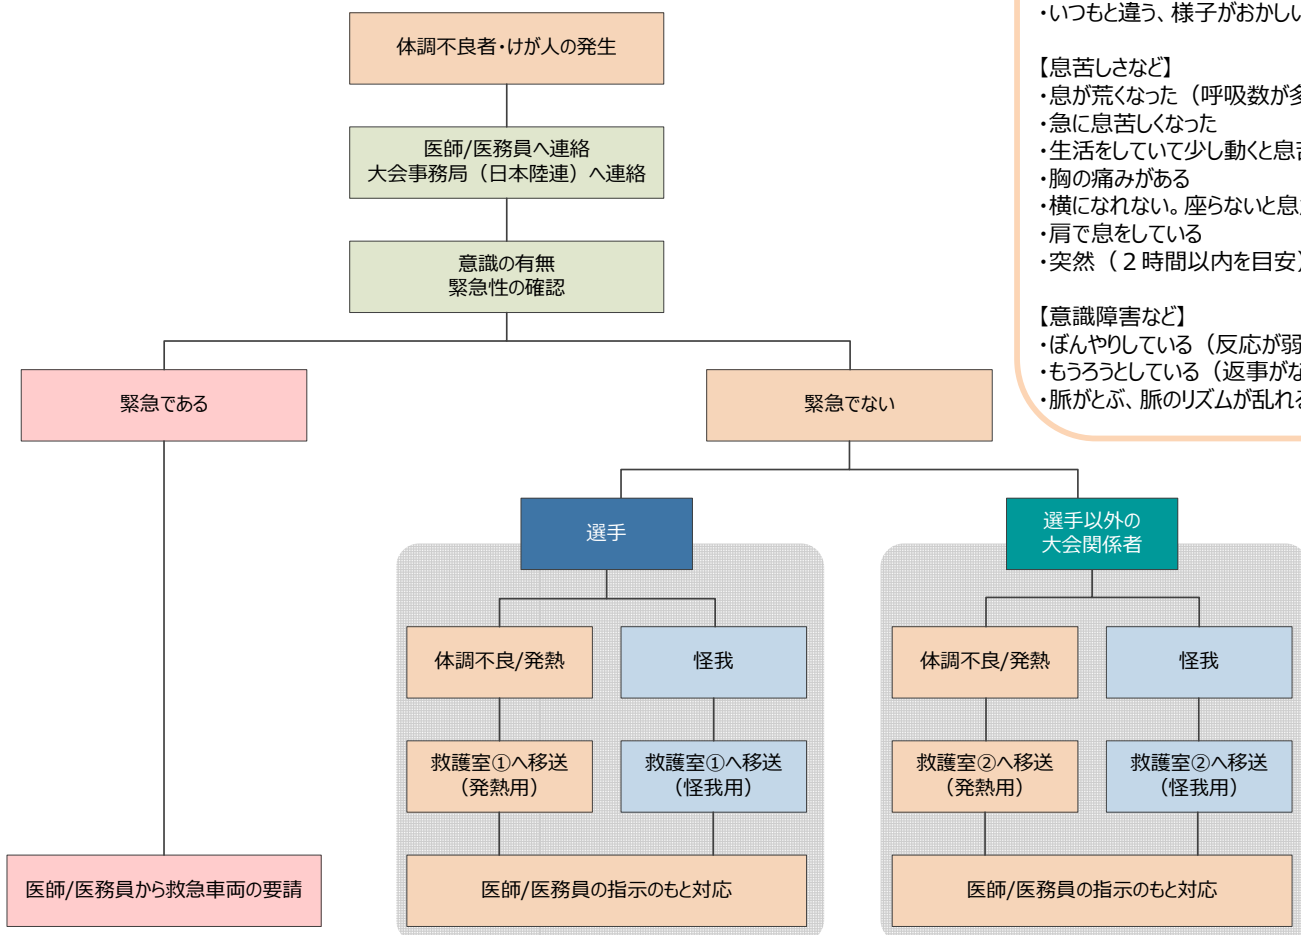 体調不良者・けが人の発生
医師/医務員へ連絡
大会事務局（日本陸連）へ連絡
意識の有無
緊急性の確認
緊急である
緊急でない
選手
選手以外の
大会関係者
体調不良/発熱
怪我
体調不良/発熱
怪我
救護室①へ移送
（発熱用）
救護室①へ移送
（怪我用）
救護室②へ移送
（発熱用）
救護室②へ移送
（怪我用）
医師/医務員から救急車両の要請
医師/医務員の指示のもと対応
医師/医務員の指示のもと対応
・いつもと違う、様子がおかしい
【息苦しさなど】
・息が荒くなった（呼吸数が多
・急に息苦しくなった
・生活をしていて少し動くと息苦
・胸の痛みがある
・横になれない。座らないと息
・肩で息をしている
・突然（２時間以内を目安）
【意識障害など】
・ぼんやりしている（反応が弱
・もうろうとしている（返事がな
・脈がとぶ、脈のリズムが乱れる